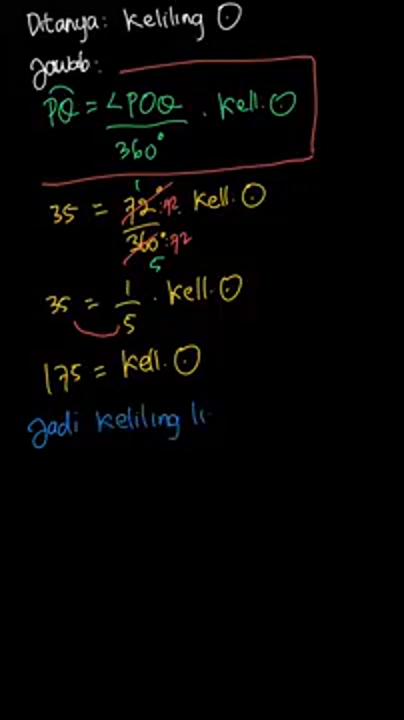 Ditanya: Keliling ⊙
Jawab:
PQ = ∠POQ / 360° . kell. ⊙
35 = 72° :72 / 360° :72 . kell. ⊙
1
5
35 = 1/5 . kell. ⊙
175 = kell. ⊙
Jadi keliling li